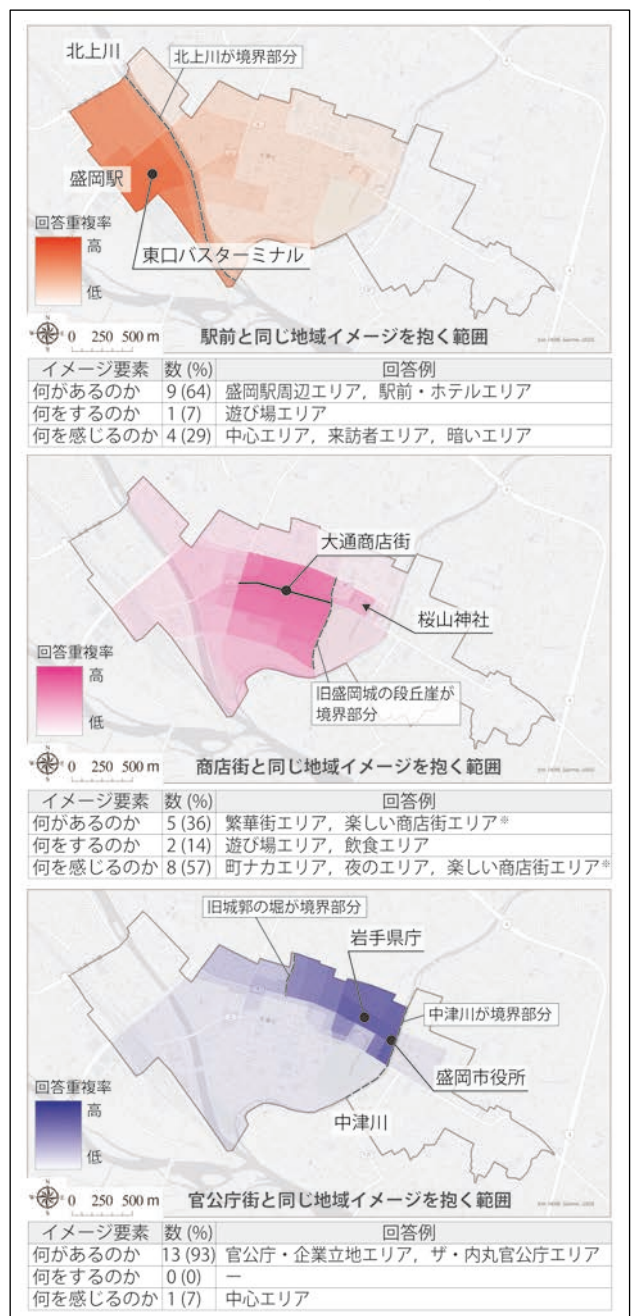 北上川
北上川が境界部分
盛岡駅
回答重複率
高
低
東口バスターミナル
N
0 250 500 m
駅前と同じ地域イメージを抱く範囲
イメージ要素 数 (%) 回答例
何があるのか 9 (64) 盛岡駅周辺エリア，駅前・ホテルエリア
何をするのか 1 (7) 遊び場エリア
何を感じるのか 4 (29) 中心エリア，来訪者エリア，暗いエリア
大通商店街
桜山神社
回答重複率
高
低
旧盛岡城の段丘崖が
境界部分
N
0 250 500 m
商店街と同じ地域イメージを抱く範囲
イメージ要素 数 (%) 回答例
何があるのか 5 (36) 繁華街エリア，楽しい商店街エリア※
何をするのか 2 (14) 遊び場エリア，飲食エリア
何を感じるのか 8 (57) 町ナカエリア，夜のエリア，楽しい商店街エリア※
旧城郭の堀が境界部分
岩手県庁
中津川が境界部分
盛岡市役所
回答重複率
高
低
中津川
N
0 250 500 m
官公庁街と同じ地域イメージを抱く範囲
イメージ要素 数 (%) 回答例
何があるのか 13 (93) 官公庁・企業立地エリア，ザ・内丸官公庁エリア
何をするのか 0 (0) ー
何を感じるのか 1 (7) 中心エリア